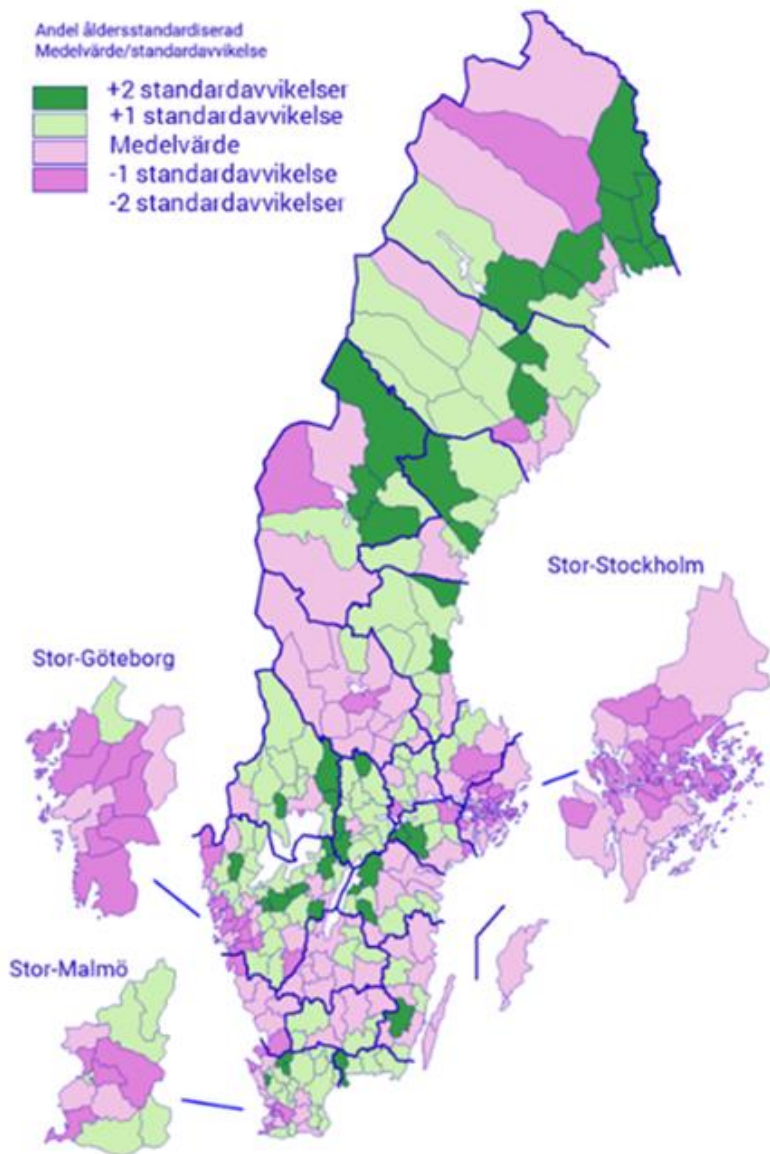 Andel åldersstandardiserad
Medelvärde/standardavvikelse
+2 standardavvikelser
+1 standardavvikelse
Medelvärde
-1 standardavvikelse
-2 standardavvikelser
Stor-Stockholm
Stor-Göteborg
Stor-Malmö